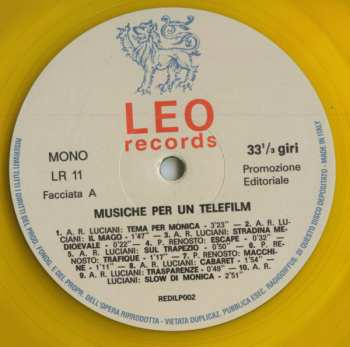 LEO
records
MONO
LR 11
Facciata A
33¹/₃ giri
Promozione
Editoriale
MUSICHE PER UN TELEFILM
1. A.R. LUCIANI: TEMA PER MONICA - 3'23" – 2. A.R. LU-
CIANI: IL MAGO - 1'47" – 3. A.R. LUCIANI: STRADINA ME-
DIOEVALE - 0'22" – 4. P. RENOSTO: ESCAPE - 0'32" –
5. A.R. LUCIANI: SUL TRAPEZIO - 0'50" – 6. P. RE-
NOSTO: TRAFIQUE - 1'17" – 7. P. RENOSTO: MACCHI-
NE - 1'11" – 8. A.R. LUCIANI: CABARET - 1'54" –
9. A.R. LUCIANI: TRASPARENZE - 0'48" – 10. A.R.
LUCIANI: SLOW DI MONICA - 2'51"
REDILP002
RISERVATI TUTTI I DIRITTI DEL PROD. FONOG. E DEL PROPR. DELL'OPERA RIPRODOTTA - VIETATA DUPLICAZ. PUBBLICA ESEC. RADIODIFFUS. DI QUESTO DISCO DEPOSITATO - MADE IN ITALY